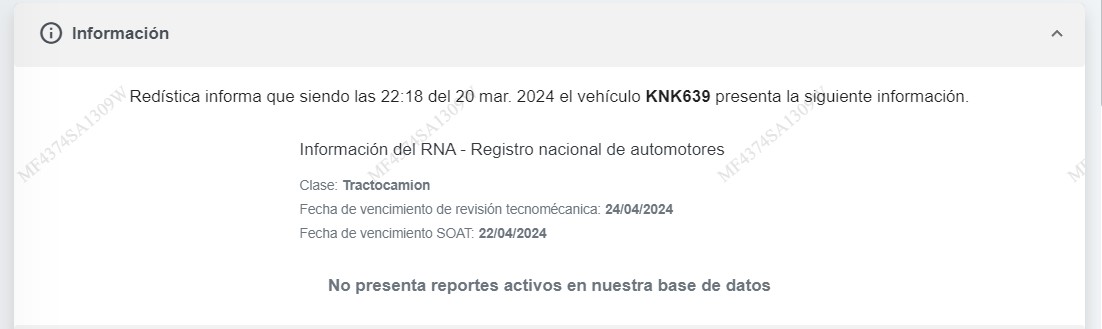 Información
Redística informa que siendo las 22:18 del 20 mar. 2024 el vehículo KNK639 presenta la siguiente información.
MF4374SA1309W
MF4374SA1309W
MF4374SA1309W
Información del RNA - Registro nacional de automotores
Clase: Tractocamion
Fecha de vencimiento de revisión tecnomécanica: 24/04/2024
Fecha de vencimiento SOAT: 22/04/2024
No presenta reportes activos en nuestra base de datos